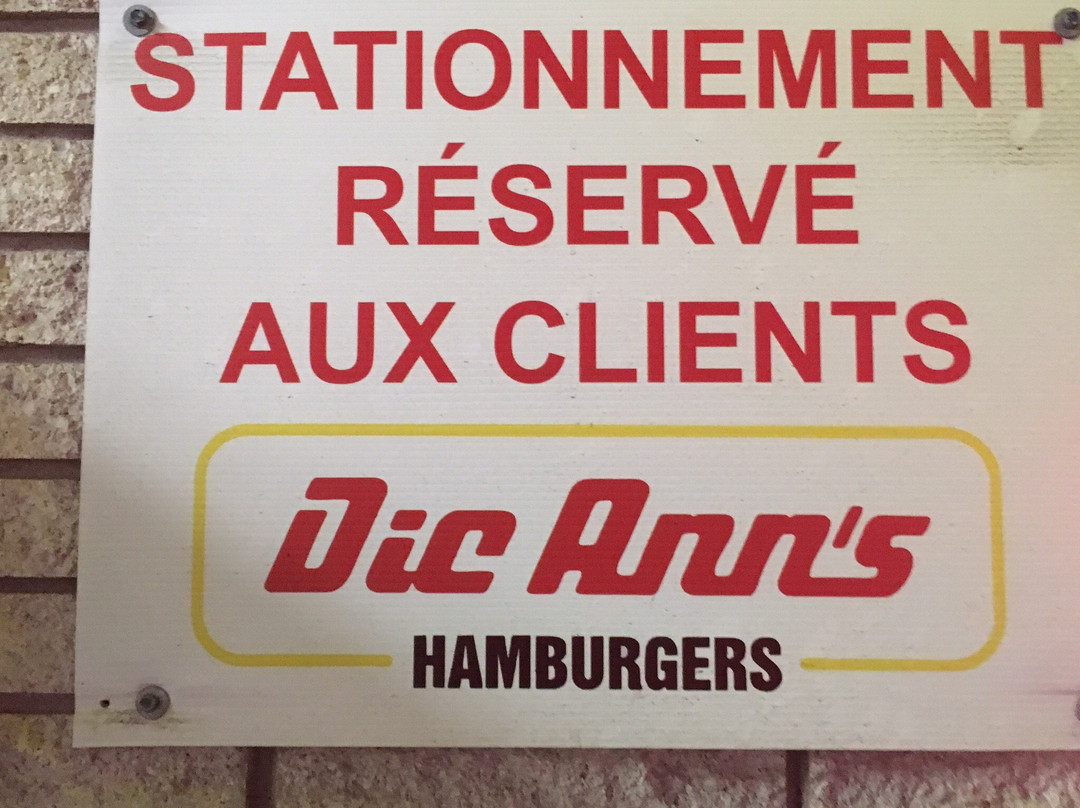 STATIONNEMENT
RÉSERVÉ
AUX CLIENTS
Dic Ann's
HAMBURGERS